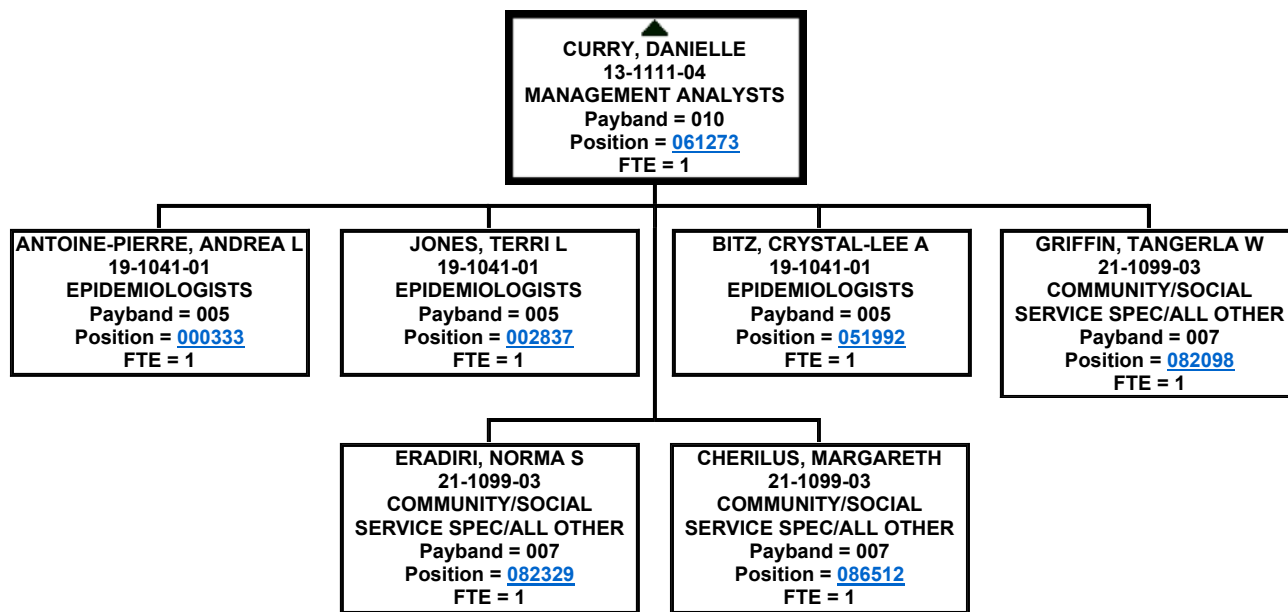 CURRY, DANIELLE
13-1111-04
MANAGEMENT ANALYSTS
Payband = 010
Position = 061273
FTE = 1
ANTOINE-PIERRE, ANDREA L
19-1041-01
EPIDEMIOLOGISTS
Payband = 005
Position = 000333
FTE = 1
JONES, TERRI L
19-1041-01
EPIDEMIOLOGISTS
Payband = 005
Position = 002837
FTE = 1
BITZ, CRYSTAL-LEE A
19-1041-01
EPIDEMIOLOGISTS
Payband = 005
Position = 051992
FTE = 1
GRIFFIN, TANGERLA W
21-1099-03
COMMUNITY/SOCIAL
SERVICE SPEC/ALL OTHER
Payband = 007
Position = 082098
FTE = 1
ERADIRI, NORMA S
21-1099-03
COMMUNITY/SOCIAL
SERVICE SPEC/ALL OTHER
Payband = 007
Position = 082329
FTE = 1
CHERILUS, MARGARETH
21-1099-03
COMMUNITY/SOCIAL
SERVICE SPEC/ALL OTHER
Payband = 007
Position = 086512
FTE = 1